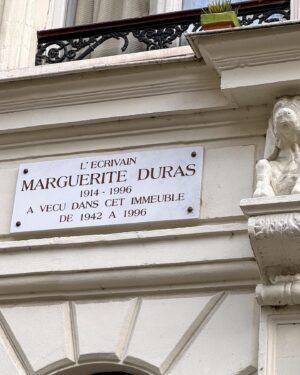 L'ECRIVAIN
MARGUERITE DURAS
1914 - 1996
A VECU DANS CET IMMEUBLE
DE 1942 A 1996